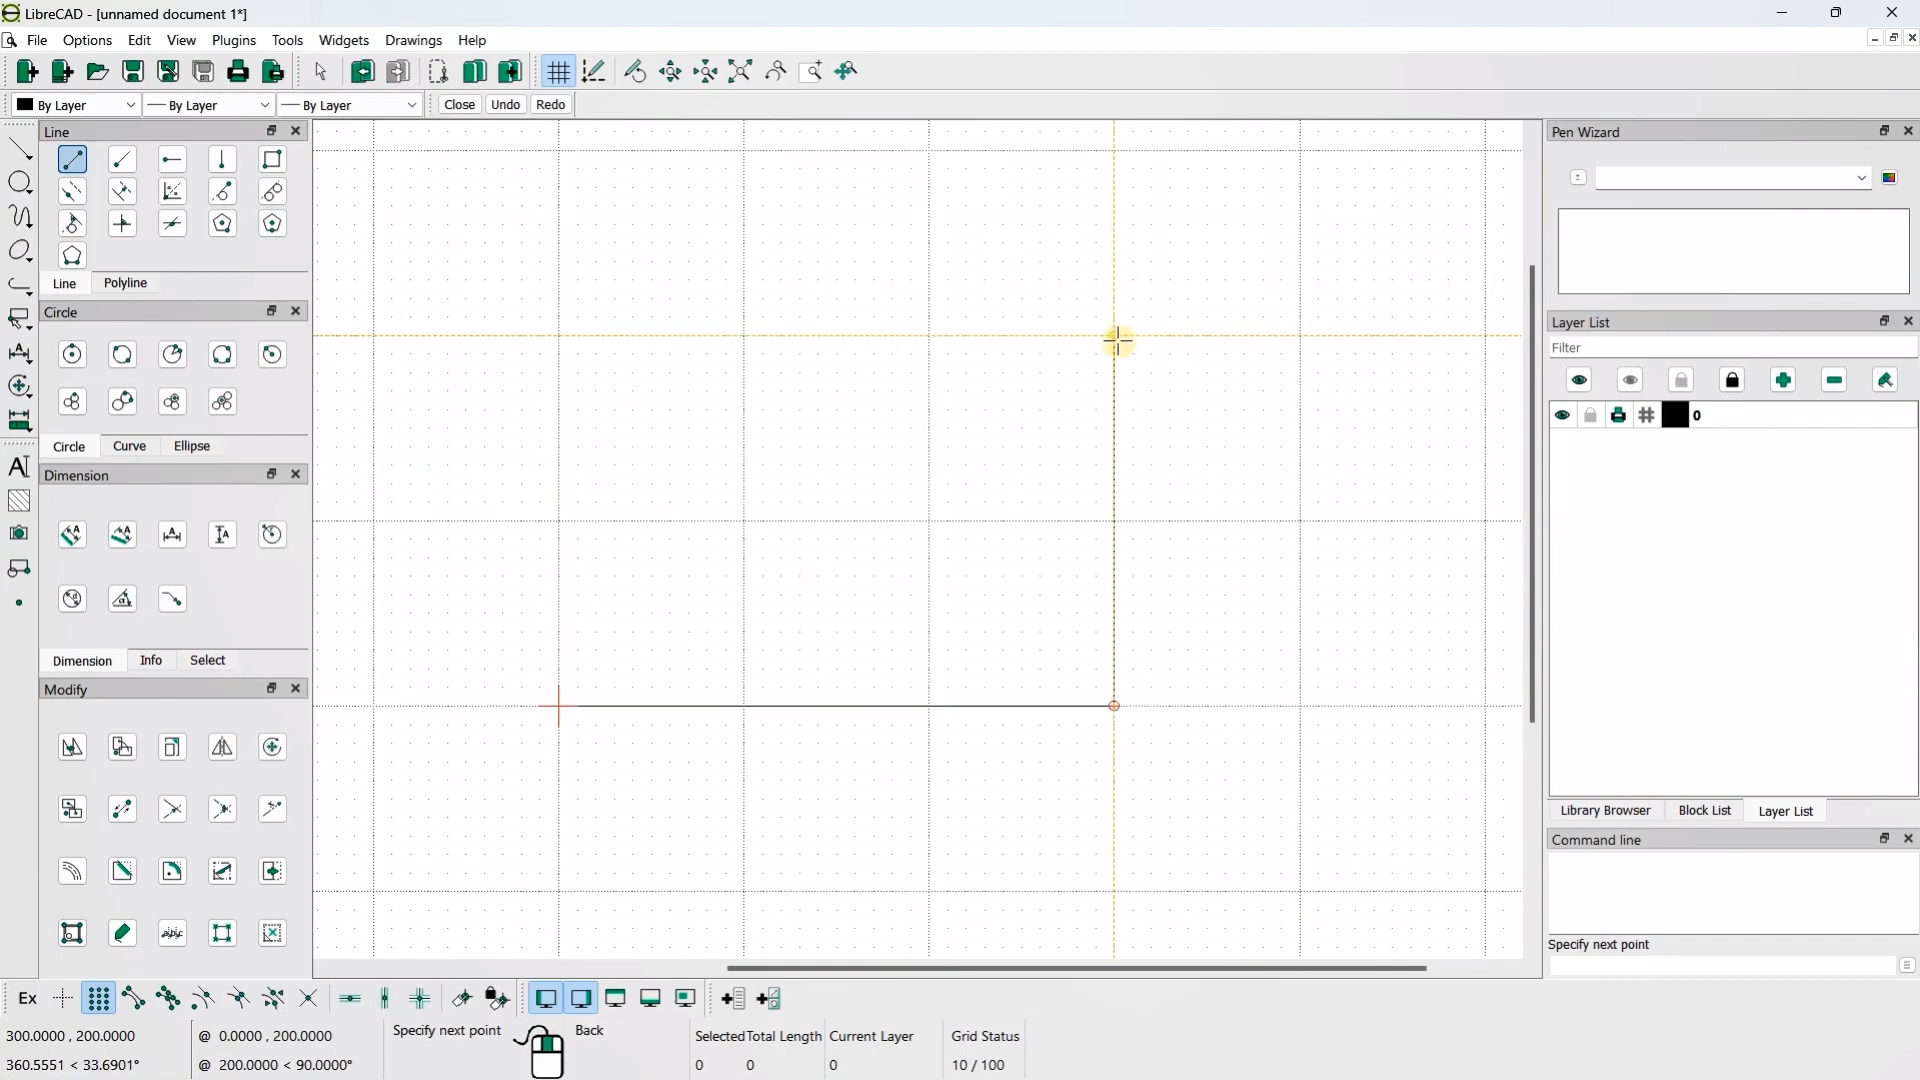 LibreCAD - [unnamed document 1*]
File Options Edit View Plugins Tools Widgets Drawings Help
By Layer By Layer By Layer Close Undo Redo
Line
Line Polyline
Circle
Circle Curve Ellipse
Dimension
Dimension Info Select
Modify
Pen Wizard
Layer List
Filter
0
Library Browser Block List Layer List
Command line
Specify next point
Ex
300.0000 , 200.0000 @ 0.0000 , 200.0000 Specify next point Back Selected Total Length Current Layer Grid Status
360.5551 < 33.6901° @ 200.0000 < 90.0000° 0 0 0 10 / 100